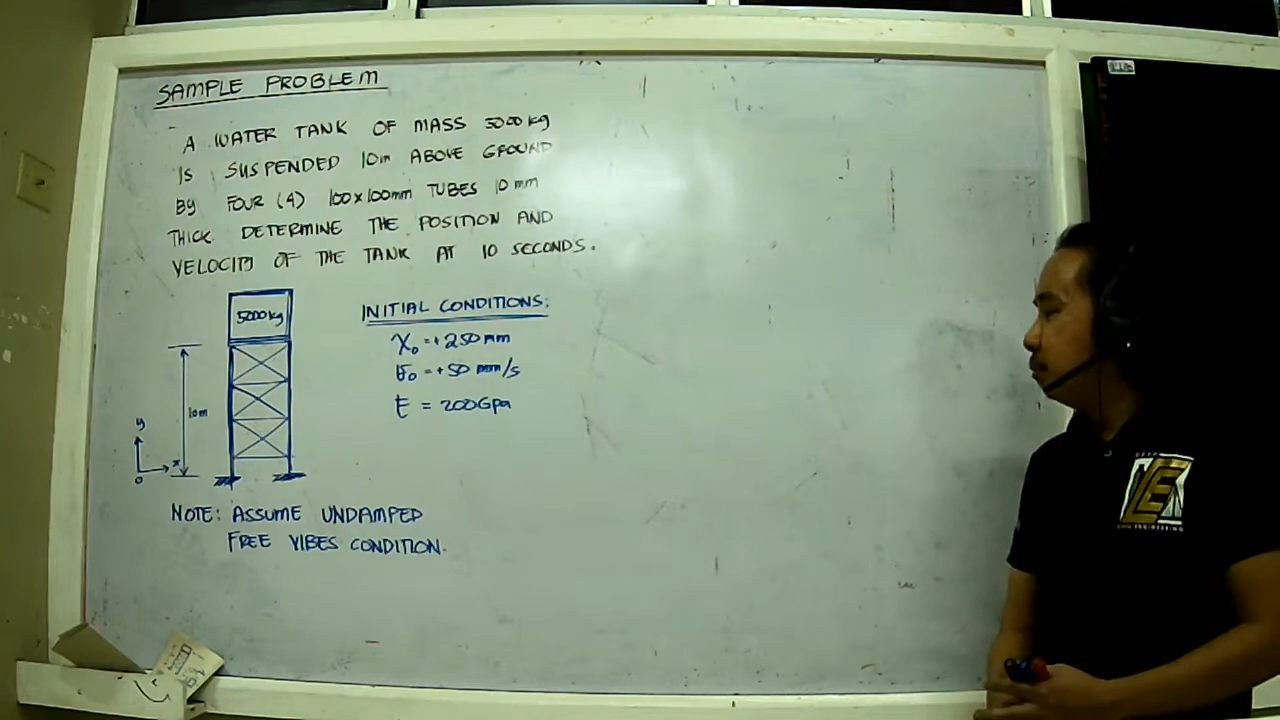 SAMPLE PROBLEM
A WATER TANK OF MASS 5000 kg
IS SUSPENDED 10m ABOVE GROUND
BY FOUR (4) 100x100mm TUBES 10 mm
THICK. DETERMINE THE POSITION AND
VELOCITY OF THE TANK AT 10 SECONDS.
5000kg
10m
y
x
0
INITIAL CONDITIONS:
X₀ = +250 mm
v₀ = +50 mm/s
E = 200Gpa
NOTE: ASSUME UNDAMPED
FREE VIBES CONDITION.